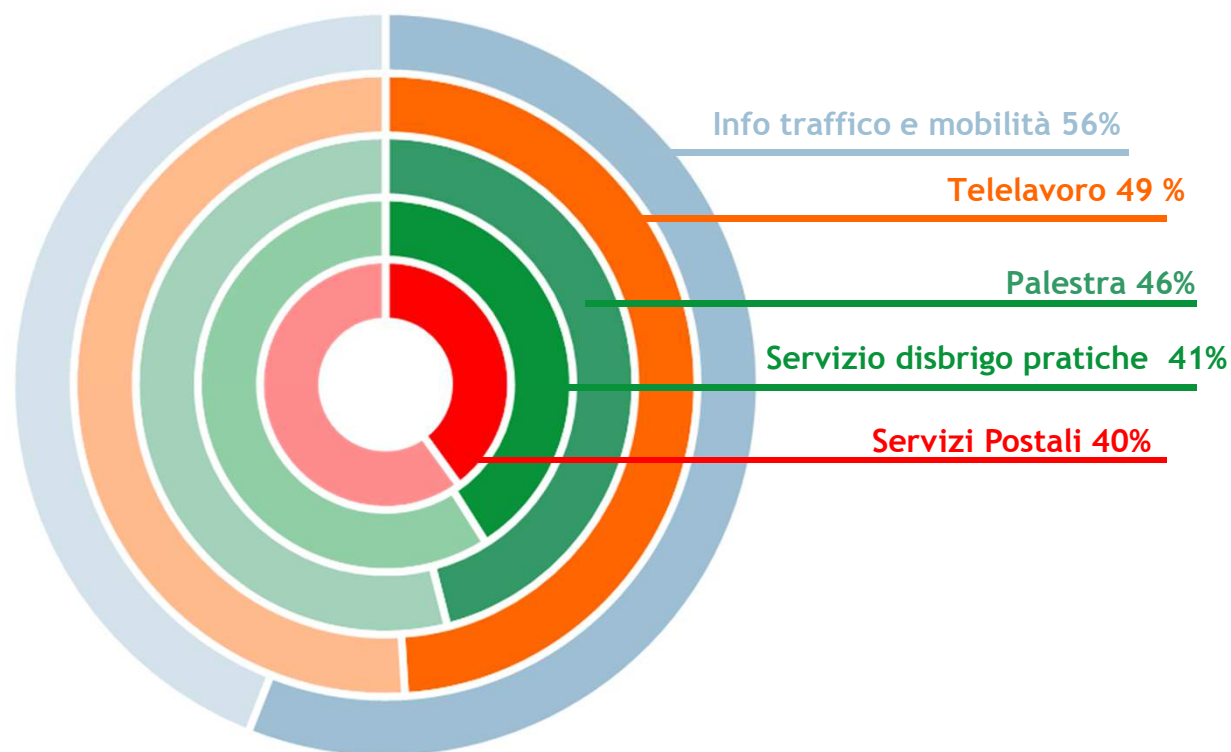 Info traffico e mobilità 56%
Telelavoro 49 %
Palestra 46%
Servizio disbrigo pratiche 41%
Servizi Postali 40%